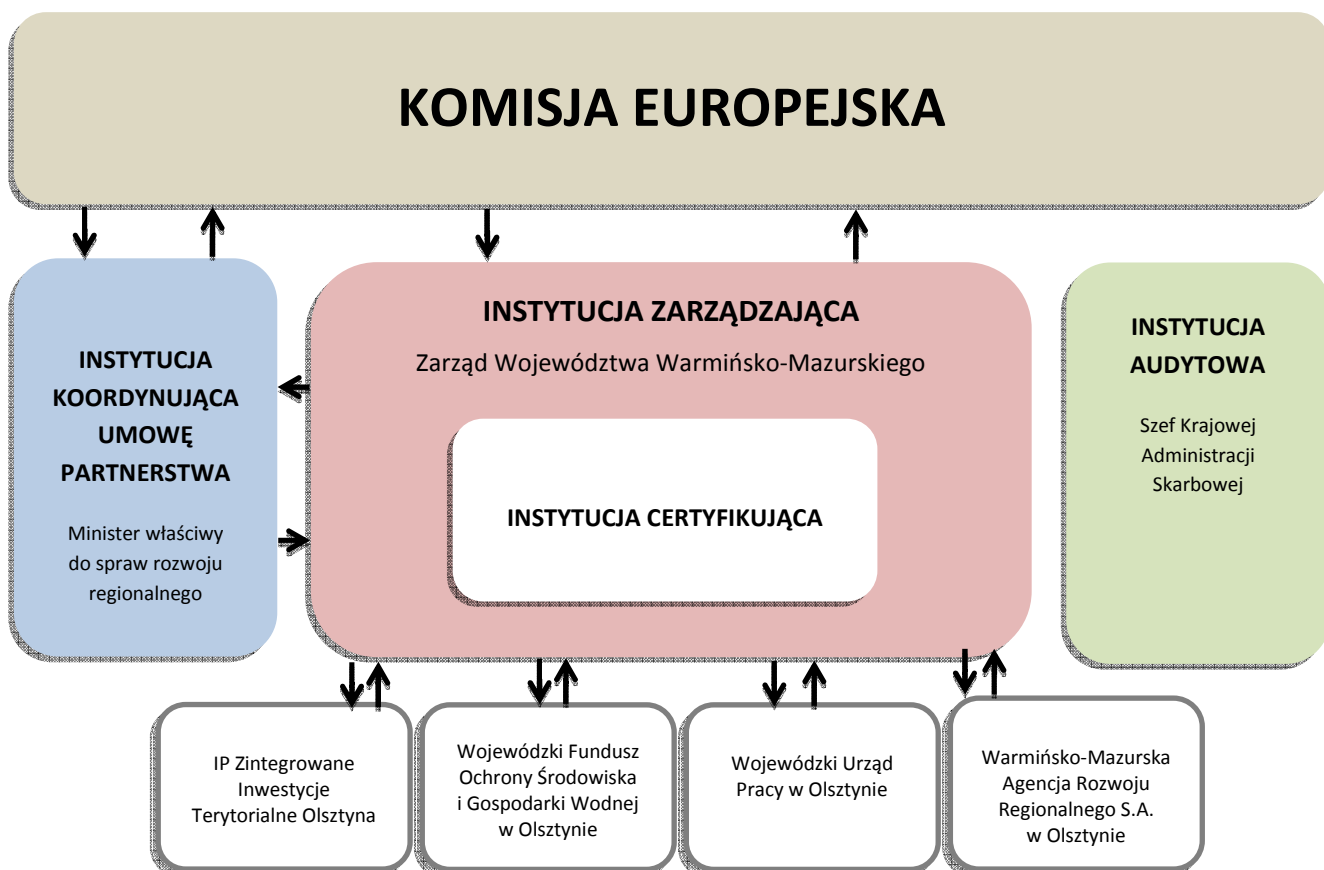 KOMISJA EUROPEJSKA
INSTYTUCJA
KOORDYNUJĄCA
UMOWĘ
PARTNERSTWA
Minister właściwy
do spraw rozwoju
regionalnego
INSTYTUCJA ZARZĄDZAJĄCA
Zarząd Województwa Warmińsko-Mazurskiego
INSTYTUCJA CERTYFIKUJĄCA
INSTYTUCJA
AUDYTOWA
Szef Krajowej
Administracji
Skarbowej
IP Zintegrowane
Inwestycje
Terytorialne Olsztyna
Wojewódzki Fundusz
Ochrony Środowiska
i Gospodarki Wodnej
w Olsztynie
Wojewódzki Urząd
Pracy w Olsztynie
Warmińsko-Mazurska
Agencja Rozwoju
Regionalnego S.A.
w Olsztynie